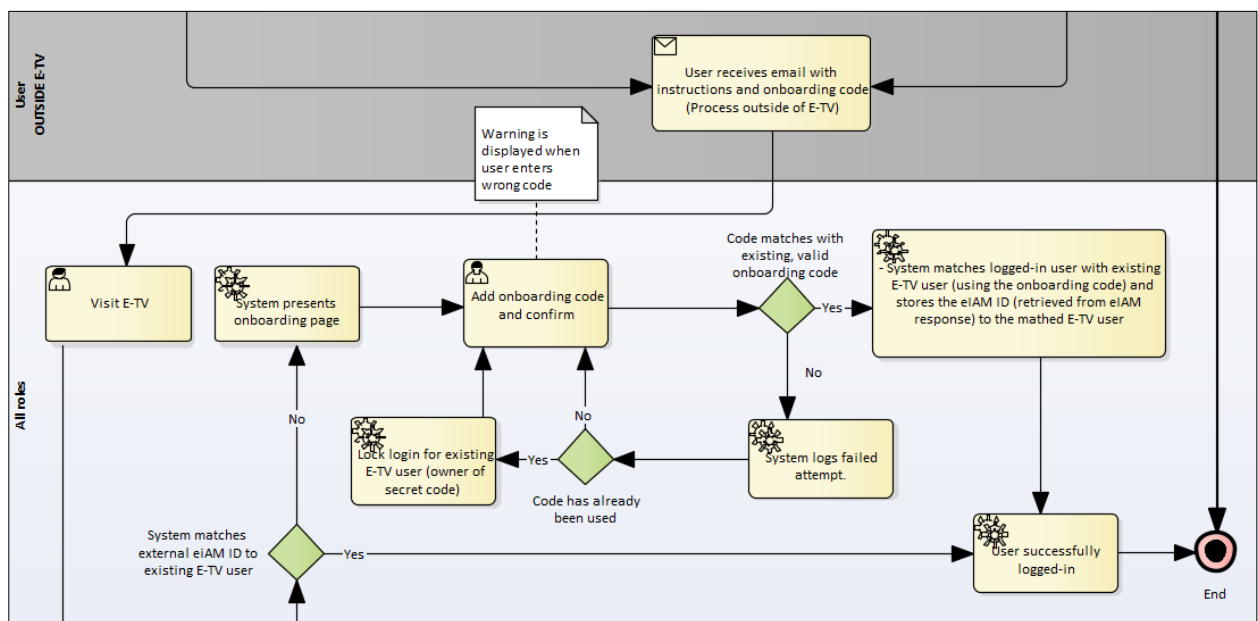 User
OUTSIDE E-TV
User receives email with
instructions and onboarding code
(Process outside of E-TV)
Warning is
displayed when
user enters
wrong code
All roles
Visit E-TV
System presents
onboarding page
Add onboarding code
and confirm
Code matches with
existing, valid
onboarding code
Yes
- System matches logged-in user with existing
E-TV user (using the onboarding code) and
stores the eIAM ID (retrieved from eIAM
response) to the mathed E-TV user
No
No
No
Lock login for existing
E-TV user (owner of
secret code)
Yes
Code has already
been used
System logs failed
attempt.
System matches
external eiAM ID to
existing E-TV user
Yes
User successfully
logged-in
End